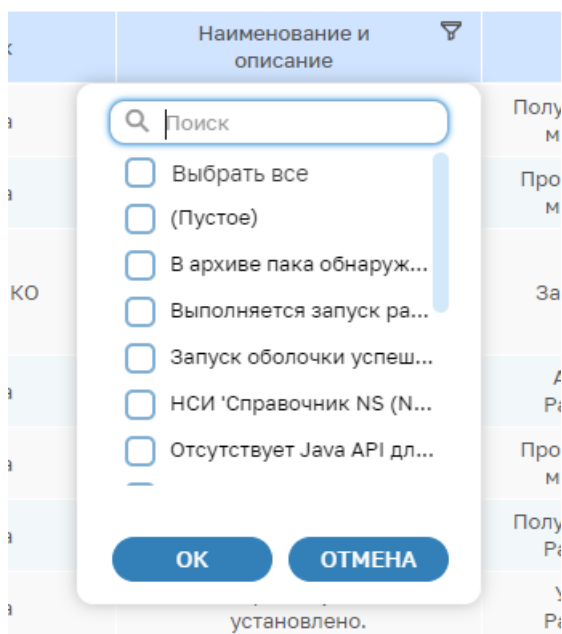 Наименование и
описание
Поиск
Выбрать все
(Пустое)
В архиве пака обнаруж...
Выполняется запуск ра...
КО
Запуск оболочки успеш...
НСИ 'Справочник NS (N...
Отсутствует Java API дл...
ОК
ОТМЕНА
установлено.